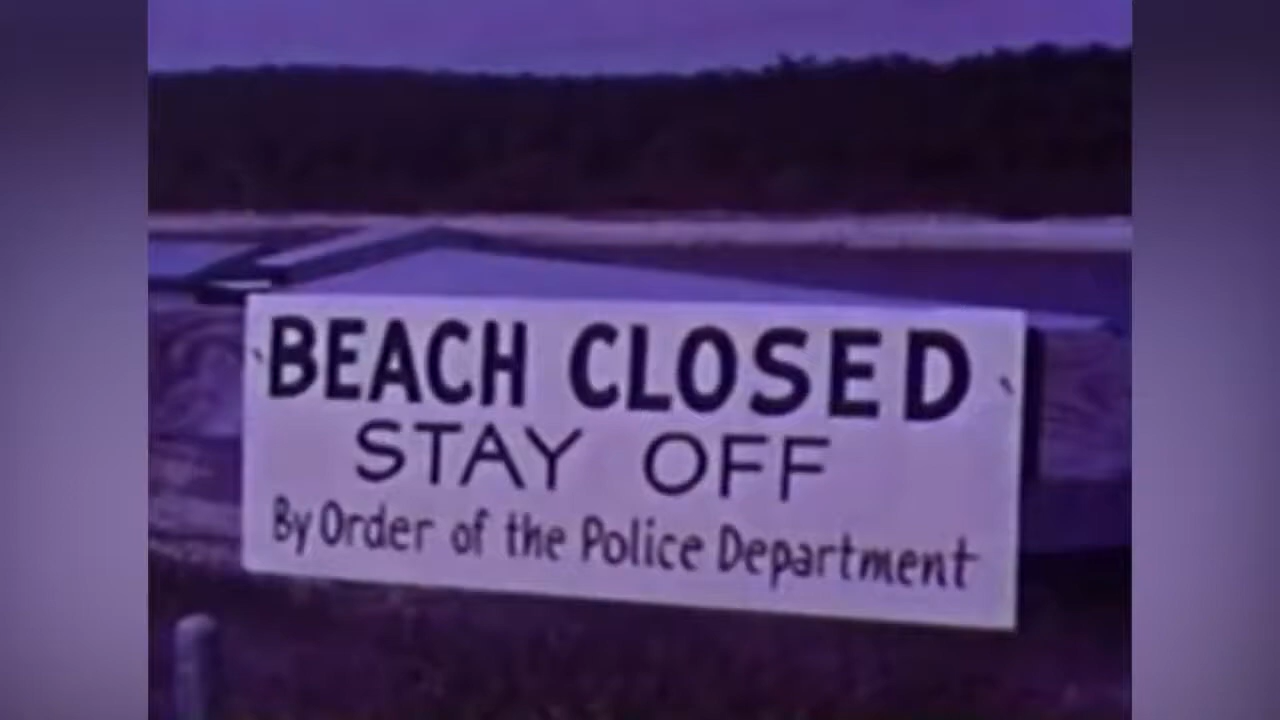 BEACH CLOSED
STAY OFF
By Order of the Police Department